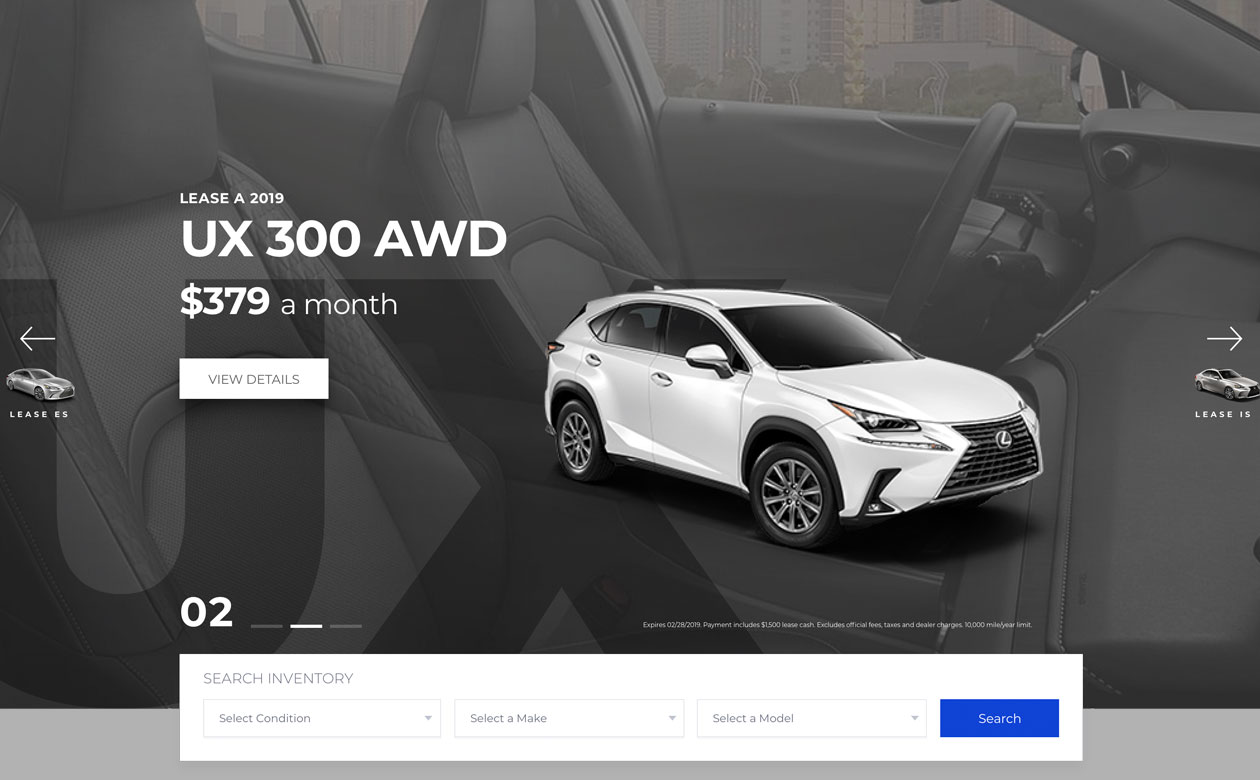 LEASE A 2019
UX 300 AWD
$379 a month
VIEW DETAILS
LEASE ES
LEASE IS
UX
02
Expires 02/28/2019. Payment includes $1,500 lease cash. Excludes official fees, taxes and dealer charges. 10,000 mile/year limit.
SEARCH INVENTORY
Select Condition
Select a Make
Select a Model
Search